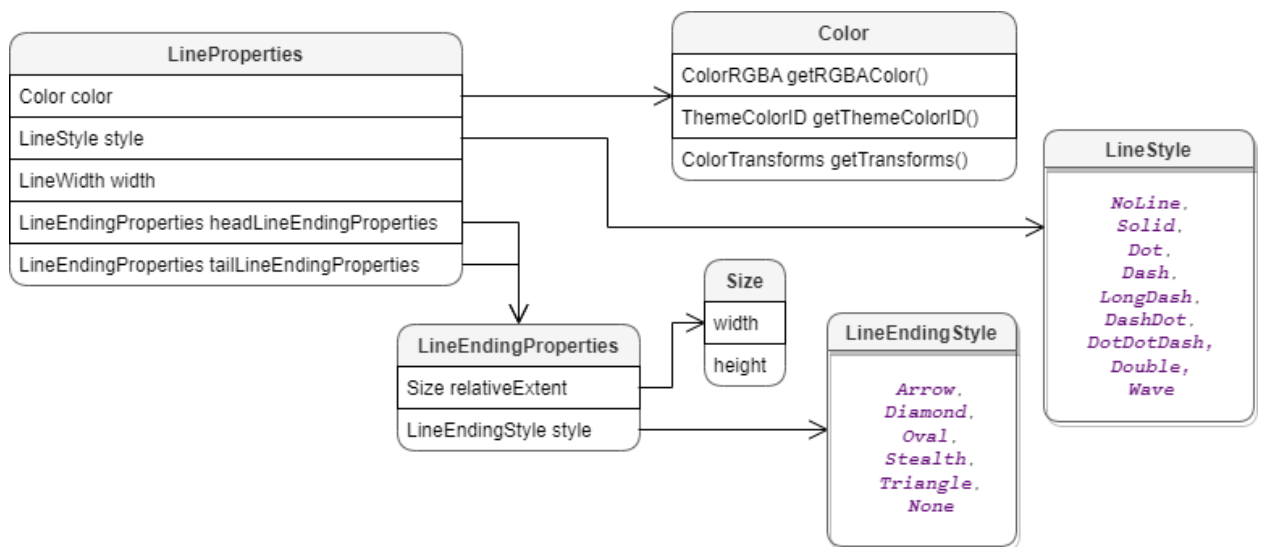 LineProperties
Color color
LineStyle style
LineWidth width
LineEndingProperties headLineEndingProperties
LineEndingProperties tailLineEndingProperties
Color
ColorRGBA getRGBAColor()
ThemeColorID getThemeColorID()
ColorTransforms getTransforms()
LineStyle
NoLine,
Solid,
Dot,
Dash,
LongDash,
DashDot,
DotDotDash,
Double,
Wave
LineEndingProperties
Size relativeExtent
LineEndingStyle style
Size
width
height
LineEndingStyle
Arrow,
Diamond,
Oval,
Stealth,
Triangle,
None